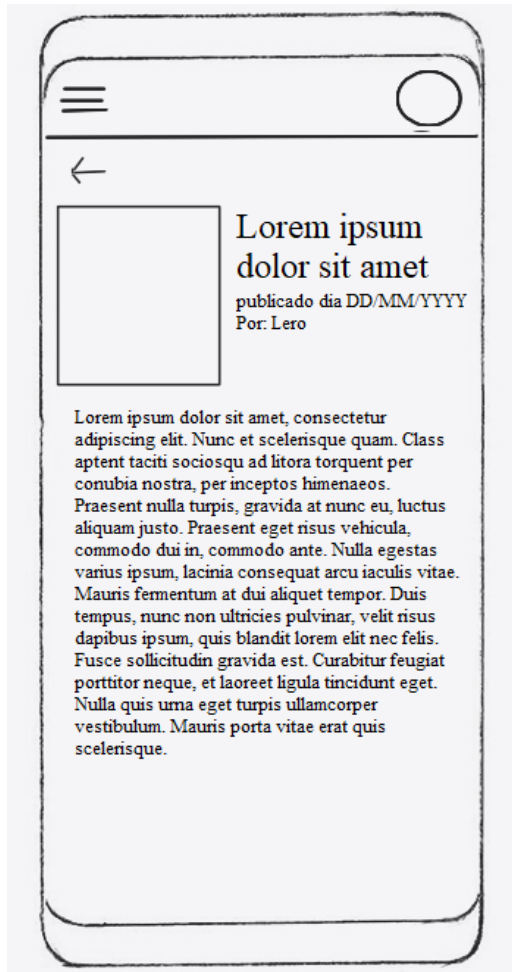 Lorem ipsum
dolor sit amet
publicado dia DD/MM/YYYY
Por: Lero
Lorem ipsum dolor sit amet, consectetur
adipiscing elit. Nunc et scelerisque quam. Class
aptent taciti sociosqu ad litora torquent per
conubia nostra, per inceptos himenaeos.
Praesent nulla turpis, gravida at nunc eu, luctus
aliquam justo. Praesent eget risus vehicula,
commodo dui in, commodo ante. Nulla egestas
varius ipsum, lacinia consequat arcu iaculis vitae.
Mauris fermentum at dui aliquet tempor. Duis
tempus, nunc non ultricies pulvinar, velit risus
dapibus ipsum, quis blandit lorem elit nec felis.
Fusce sollicitudin gravida est. Curabitur feugiat
porttitor neque, et laoreet ligula tincidunt eget.
Nulla quis urna eget turpis ullamcorper
vestibulum. Mauris porta vitae erat quis
scelerisque.